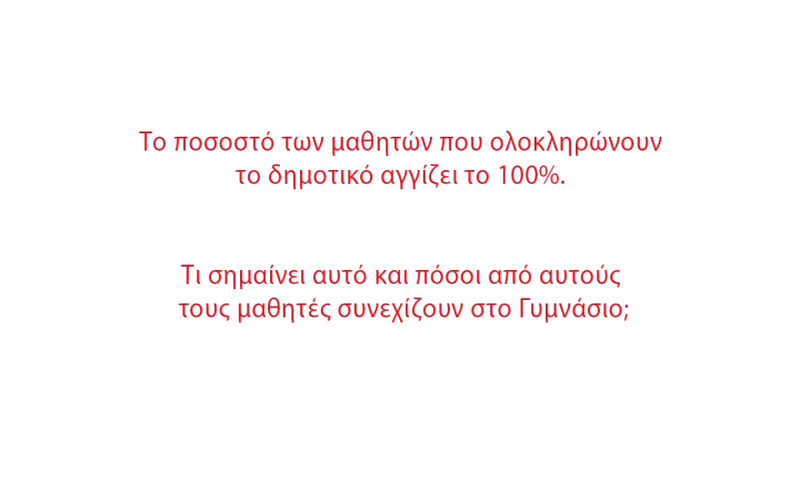 Το ποσοστό των μαθητών που ολοκληρώνουν
το δημοτικό αγγίζει το 100%.
Τι σημαίνει αυτό και πόσοι από αυτούς
τους μαθητές συνεχίζουν στο Γυμνάσιο;